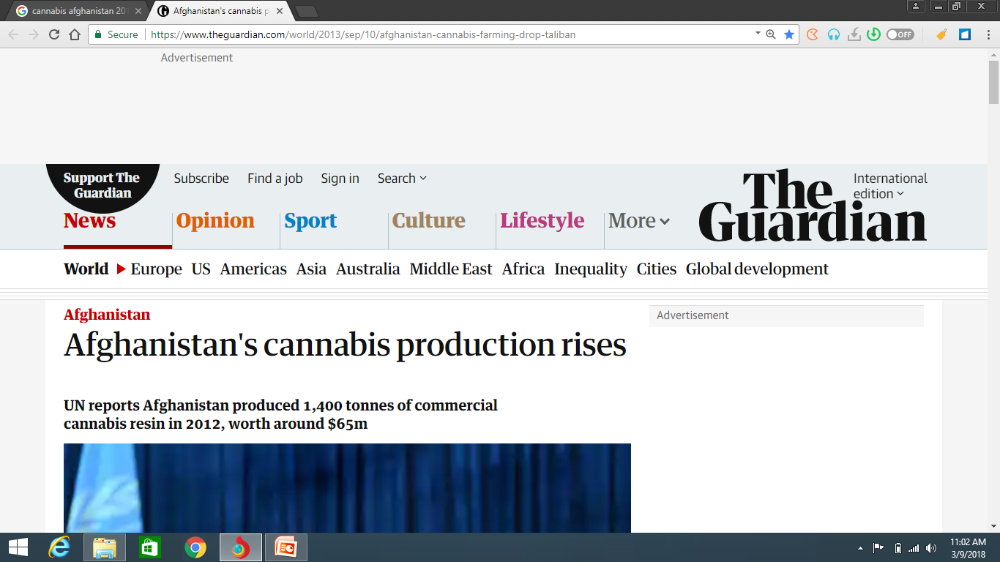 cannabis afghanistan 201
Afghanistan's cannabis p
Secure https://www.theguardian.com/world/2013/sep/10/afghanistan-cannabis-farming-drop-taliban OFF
Advertisement
Support The
Guardian
Subscribe Find a job Sign in Search
International
edition
The
Guardian
News Opinion Sport Culture Lifestyle More
World Europe US Americas Asia Australia Middle East Africa Inequality Cities Global development
Afghanistan
Advertisement
Afghanistan's cannabis production rises
UN reports Afghanistan produced 1,400 tonnes of commercial
cannabis resin in 2012, worth around $65m
11:02 AM
3/9/2018